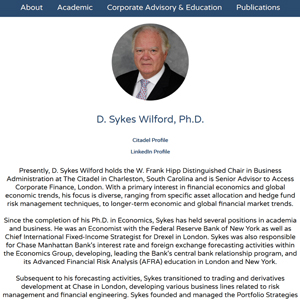 About Academic Corporate Advisory & Education Publications
D. Sykes Wilford, Ph.D.
Citadel Profile
LinkedIn Profile
Presently, D. Sykes Wilford holds the W. Frank Hipp Distinguished Chair in Business
Administration at The Citadel in Charleston, South Carolina and is Senior Advisor to Access
Corporate Finance, London. With a primary interest in financial economics and global
economic trends, his focus is diverse, ranging from specific asset allocation and hedge fund
risk management techniques, to longer-term economic and global financial market trends.
Since the completion of his Ph.D. in Economics, Sykes has held several positions in academia
and business. He was an Economist with the Federal Reserve Bank of New York as well as
Chief International Fixed-Income Strategist for Drexel in London. Sykes was also responsible
for Chase Manhattan Bank's interest rate and foreign exchange forecasting activities within
the Economics Group, developing, leading the Bank's central bank relationship program, and
its Advanced Financial Risk Analysis (AFRA) education in London and New York.
Subsequent to his forecasting activities, Sykes transitioned to trading and derivatives
development at Chase in London, developing various business lines related to risk
management and financial engineering. Sykes founded and managed the Portfolio Strategies